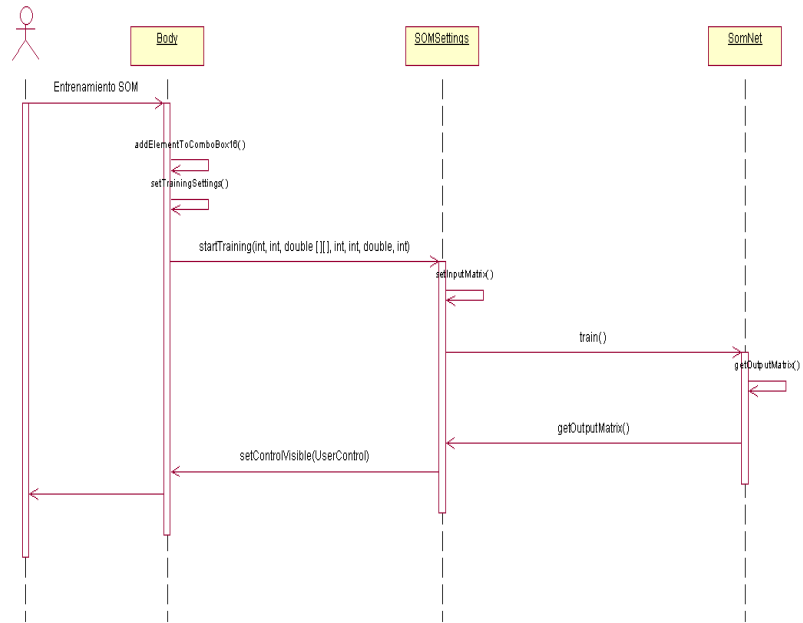 Body
SOMSettings
SomNet
Entrenamiento SOM
addElementToComboBox16()
setTrainingSettings()
startTraining(int, int, double [][], int, int, double, int)
setInputMatrix()
train()
getOutputMatrix()
getOutputMatrix()
setControlVisible(UserControl)